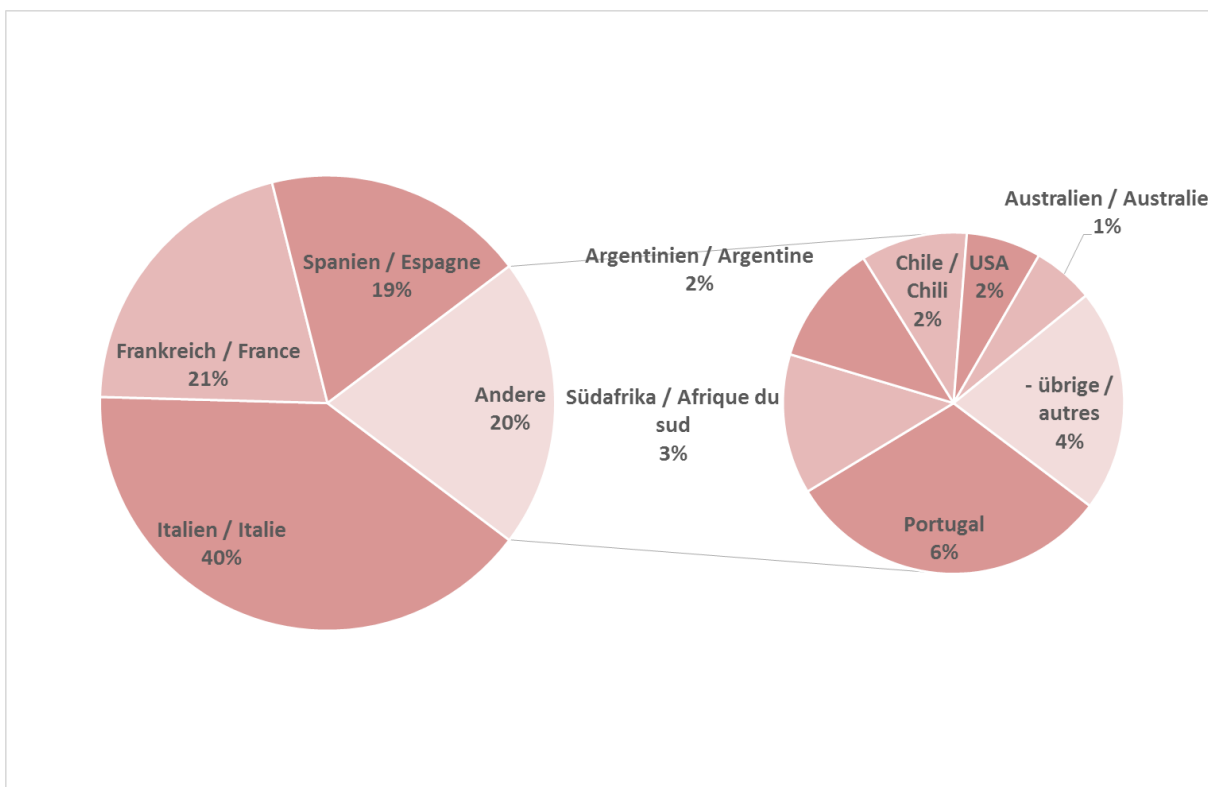 Spanien / Espagne
19%
Frankreich / France
21%
Andere
20%
Italien / Italie
40%
Argentinien / Argentine
2%
Südafrika / Afrique du
sud
3%
Chile /
Chili
2%
USA
2%
Australien / Australie
1%
- übrige /
autres
4%
Portugal
6%